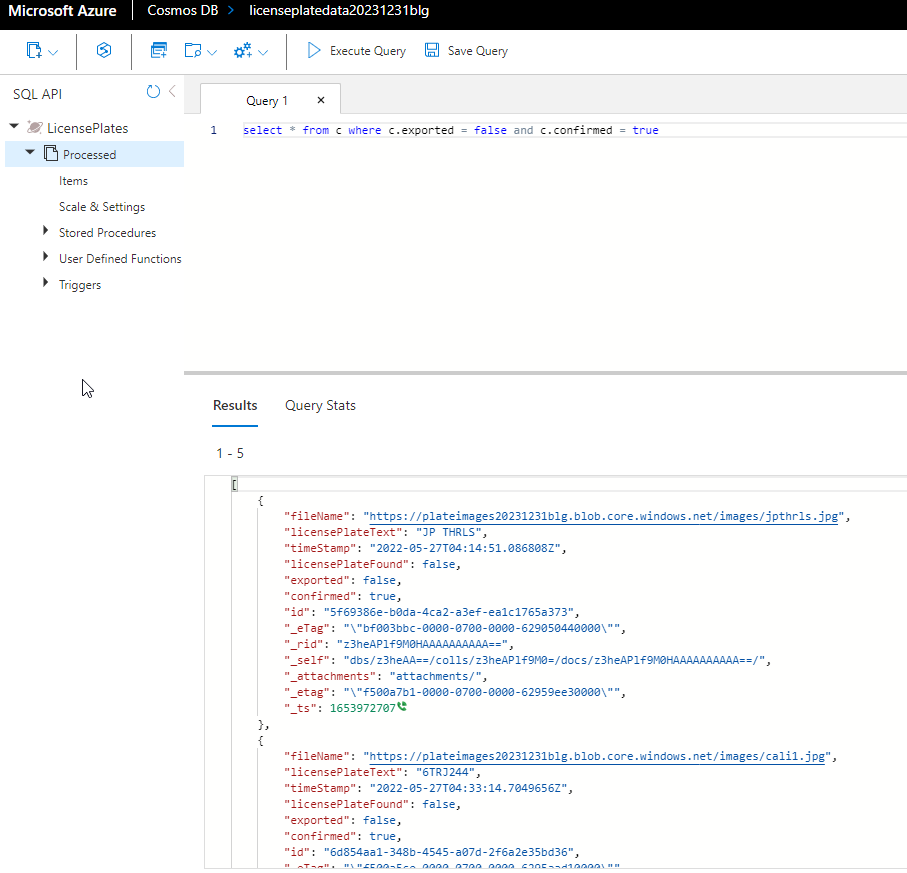 Microsoft Azure Cosmos DB > licenseplatedata20231231blg
Execute Query Save Query
SQL API
Query 1
LicensePlates
Processed
Items
Scale & Settings
Stored Procedures
User Defined Functions
Triggers
1 select * from c where c.exported = false and c.confirmed = true
Results Query Stats
1 - 5
[
{
"fileName": "https://plateimages20231231blg.blob.core.windows.net/images/jpthrls.jpg",
"licensePlateText": "JP THRLS",
"timeStamp": "2022-05-27T04:14:51.086808Z",
"licensePlateFound": false,
"exported": false,
"confirmed": true,
"id": "5f69386e-b0da-4ca2-a3ef-ea1c1765a373",
"_eTag": "\"bf003bbc-0000-0700-0000-629050440000\"",
"_rid": "z3heAPlf9M0HAAAAAAAAAA==",
"_self": "dbs/z3heAA==/colls/z3heAPlf9M0=/docs/z3heAPlf9M0HAAAAAAAAAA==/",
"_attachments": "attachments/",
"_etag": "\"f500a7b1-0000-0700-0000-62959ee30000\"",
"_ts": 1653972707
},
{
"fileName": "https://plateimages20231231blg.blob.core.windows.net/images/cali1.jpg",
"licensePlateText": "6TRJ244",
"timeStamp": "2022-05-27T04:33:14.7049656Z",
"licensePlateFound": false,
"exported": false,
"confirmed": true,
"id": "6d854aa1-348b-4545-a07d-2f6a2e35bd36",